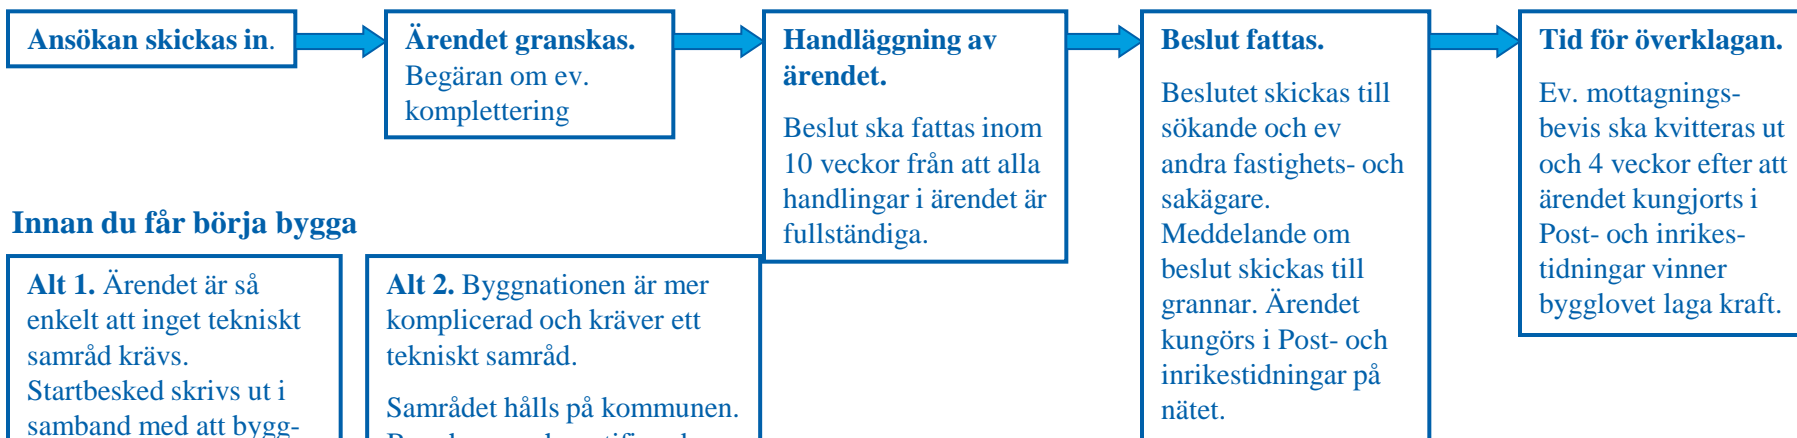 Ansökan skickas in.
Ärendet granskas.
Begäran om ev.
komplettering
Handläggning av
ärendet.
Beslut ska fattas inom
10 veckor från att alla
handlingar i ärendet är
fullständiga.
Beslut fattas.
Beslutet skickas till
sökande och ev
andra fastighets- och
sakägare.
Meddelande om
beslut skickas till
grannar. Ärendet
kungörs i Post- och
inrikestidningar på
nätet.
Tid för överklagan.
Ev. mottagnings-
bevis ska kvitteras ut
och 4 veckor efter att
ärendet kungjorts i
Post- och inrikes-
tidningar vinner
bygglovet laga kraft.
Innan du får börja bygga
Alt 1. Ärendet är så
enkelt att inget tekniskt
samråd krävs.
Startbesked skrivs ut i
samband med att bygg-
Alt 2. Byggnationen är mer
komplicerad och kräver ett
tekniskt samråd.
Samrådet hålls på kommunen.